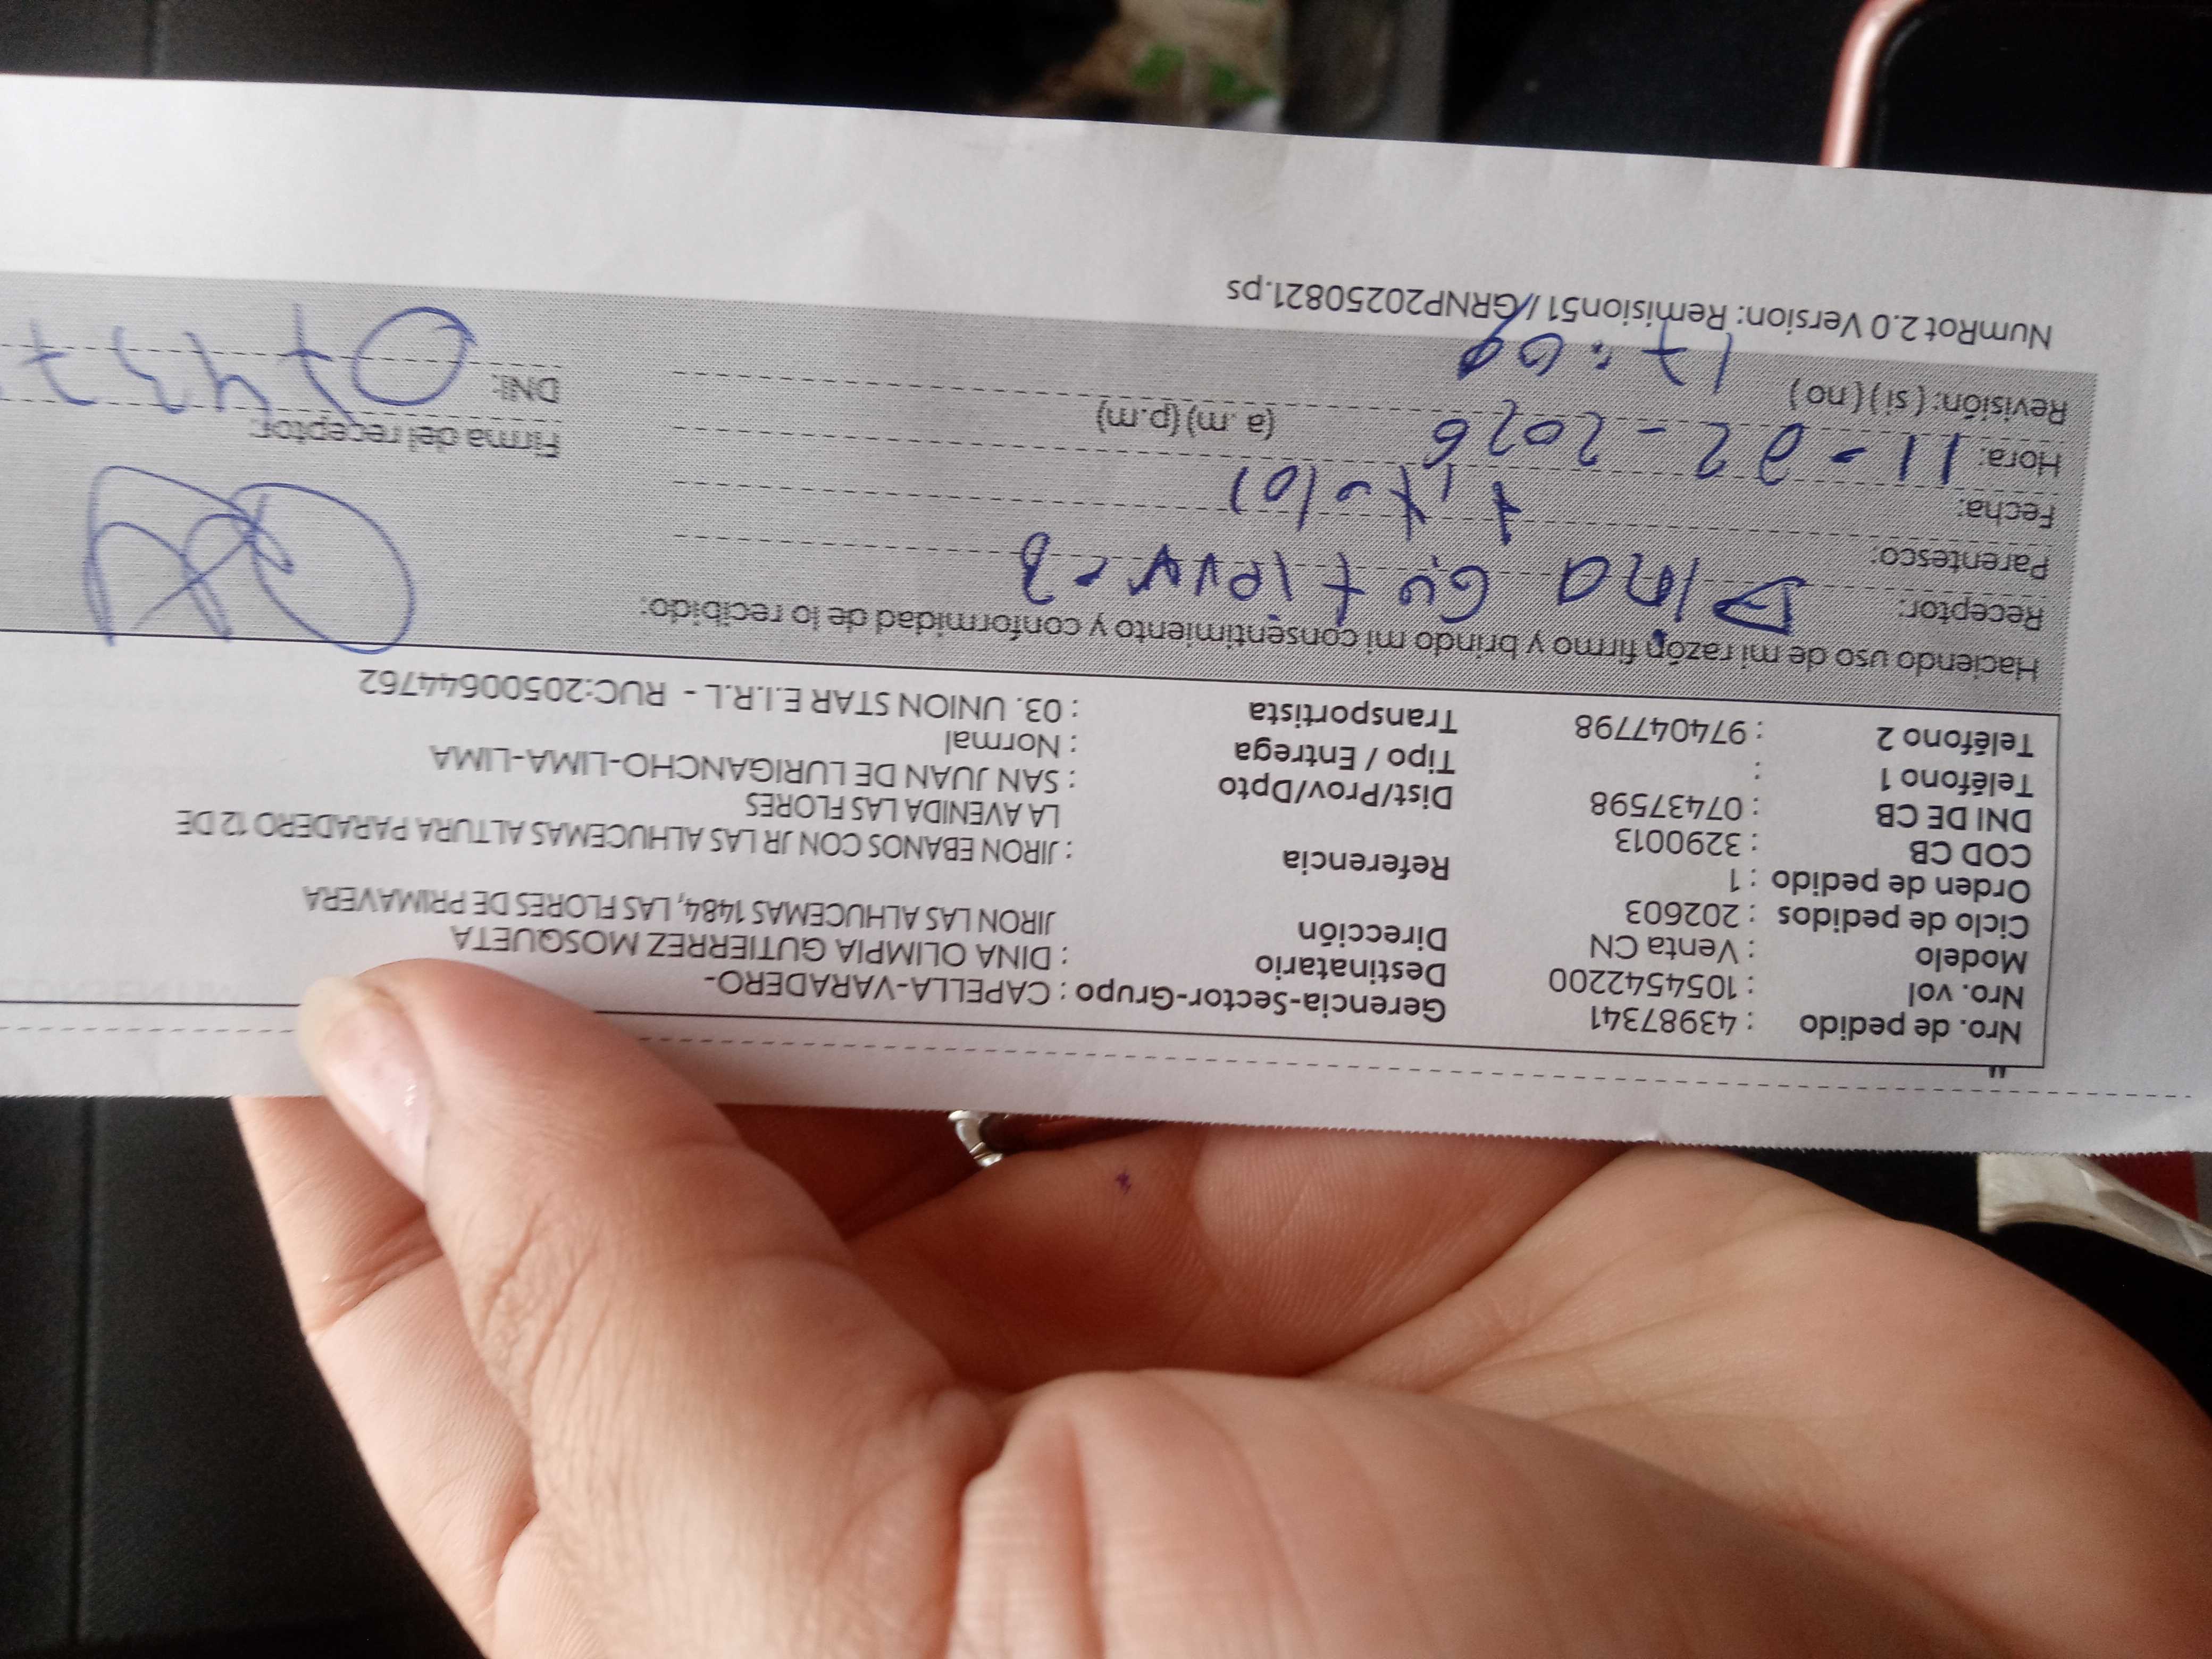 Nro. de pedido : 43987341 Gerencia-Sector-Grupo : CAPELLA-VARADERO-
Nro. vol : 1054542200 Destinatario : DINA OLIMPIA GUTIERREZ MOSQUETA
Modelo : Venta CN Dirección JIRON LAS ALHUCEMAS 1484, LAS FLORES DE PRIMAVERA
Ciclo de pedidos : 202603
Orden de pedido : 1 Referencia : JIRON EBANOS CON JR LAS ALHUCEMAS ALTURA PARADERO 12 DE
COD CB : 3290013 LA AVENIDA LAS FLORES
DNI DE CB : 07437598 Dist/Prov/Dpto : SAN JUAN DE LURIGANCHO-LIMA-LIMA
Teléfono 1 : Tipo / Entrega : Normal
Teléfono 2 : 974047798 Transportista : 03. UNION STAR E.I.R.L - RUC:20500644762
Haciendo uso de mi razón firmo y brindo mi consentimiento y conformidad de lo recibido:
Receptor: Dina
Parentesco:
Fecha: Firma del receptor:
Hora: 11-02-2026 (a.m) (p.m) DNI: 07437
Revisión: (si) (no)
NumRot 2.0 Version: Remision51 //GRNP20250821.ps